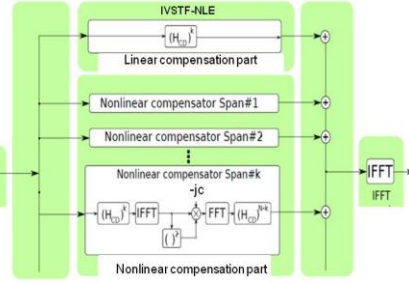 IVSTF-NLE
(H_CD)^k
Linear compensation part
Nonlinear compensator Span#1
Nonlinear compensator Span#2
Nonlinear compensator Span#k
-jc
(H_CD)^k IFFT × FFT (H_CD)^N-k
IFFT
IFFT
Nonlinear compensation part